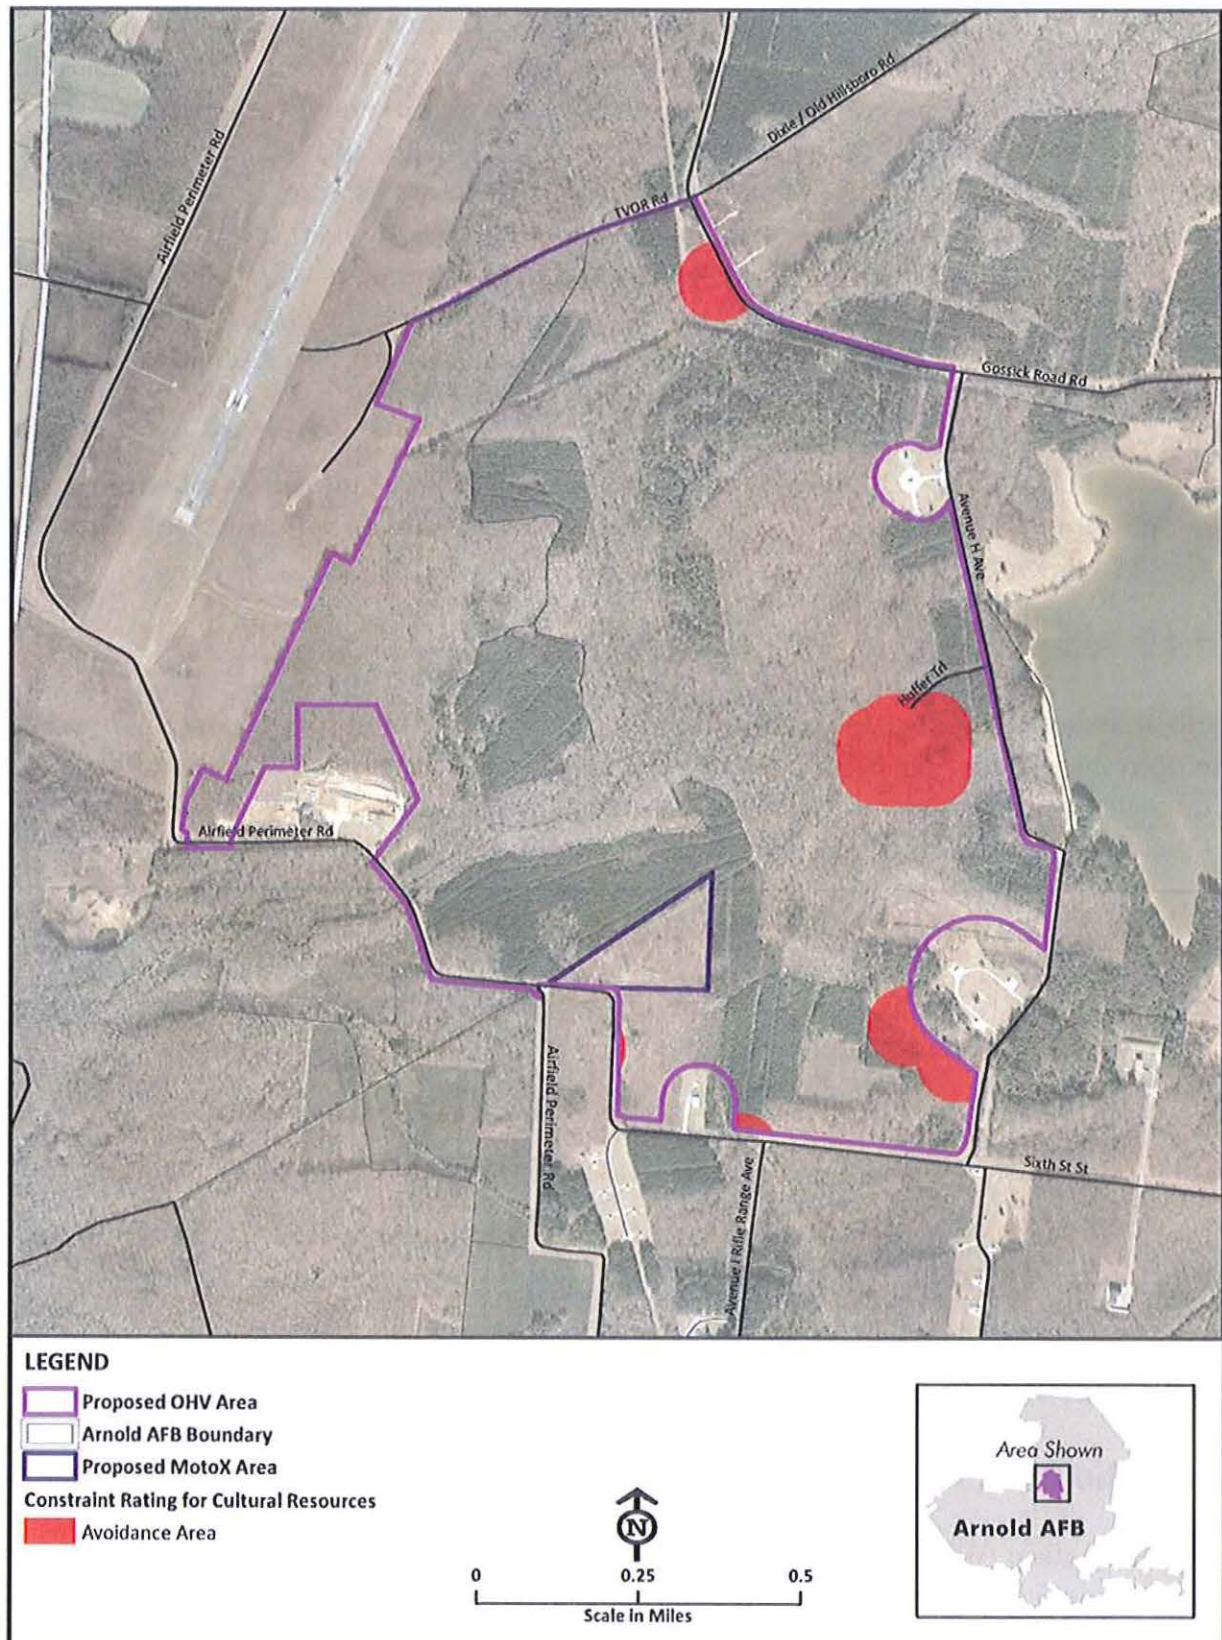 Airfield Perimeter Rd
Dixie / Old Hillsboro Rd
TVOR Rd
Gossick Road Rd
Avenue H Ave
Huffer Trl
Airfield Perimeter Rd
Airfield Perimeter Rd
Avenue I Rifle Range Ave
Sixth St St
LEGEND
Proposed OHV Area
Arnold AFB Boundary
Proposed MotoX Area
Constraint Rating for Cultural Resources
Avoidance Area
N
0 0.25 0.5
Scale in Miles
Area Shown
Arnold AFB